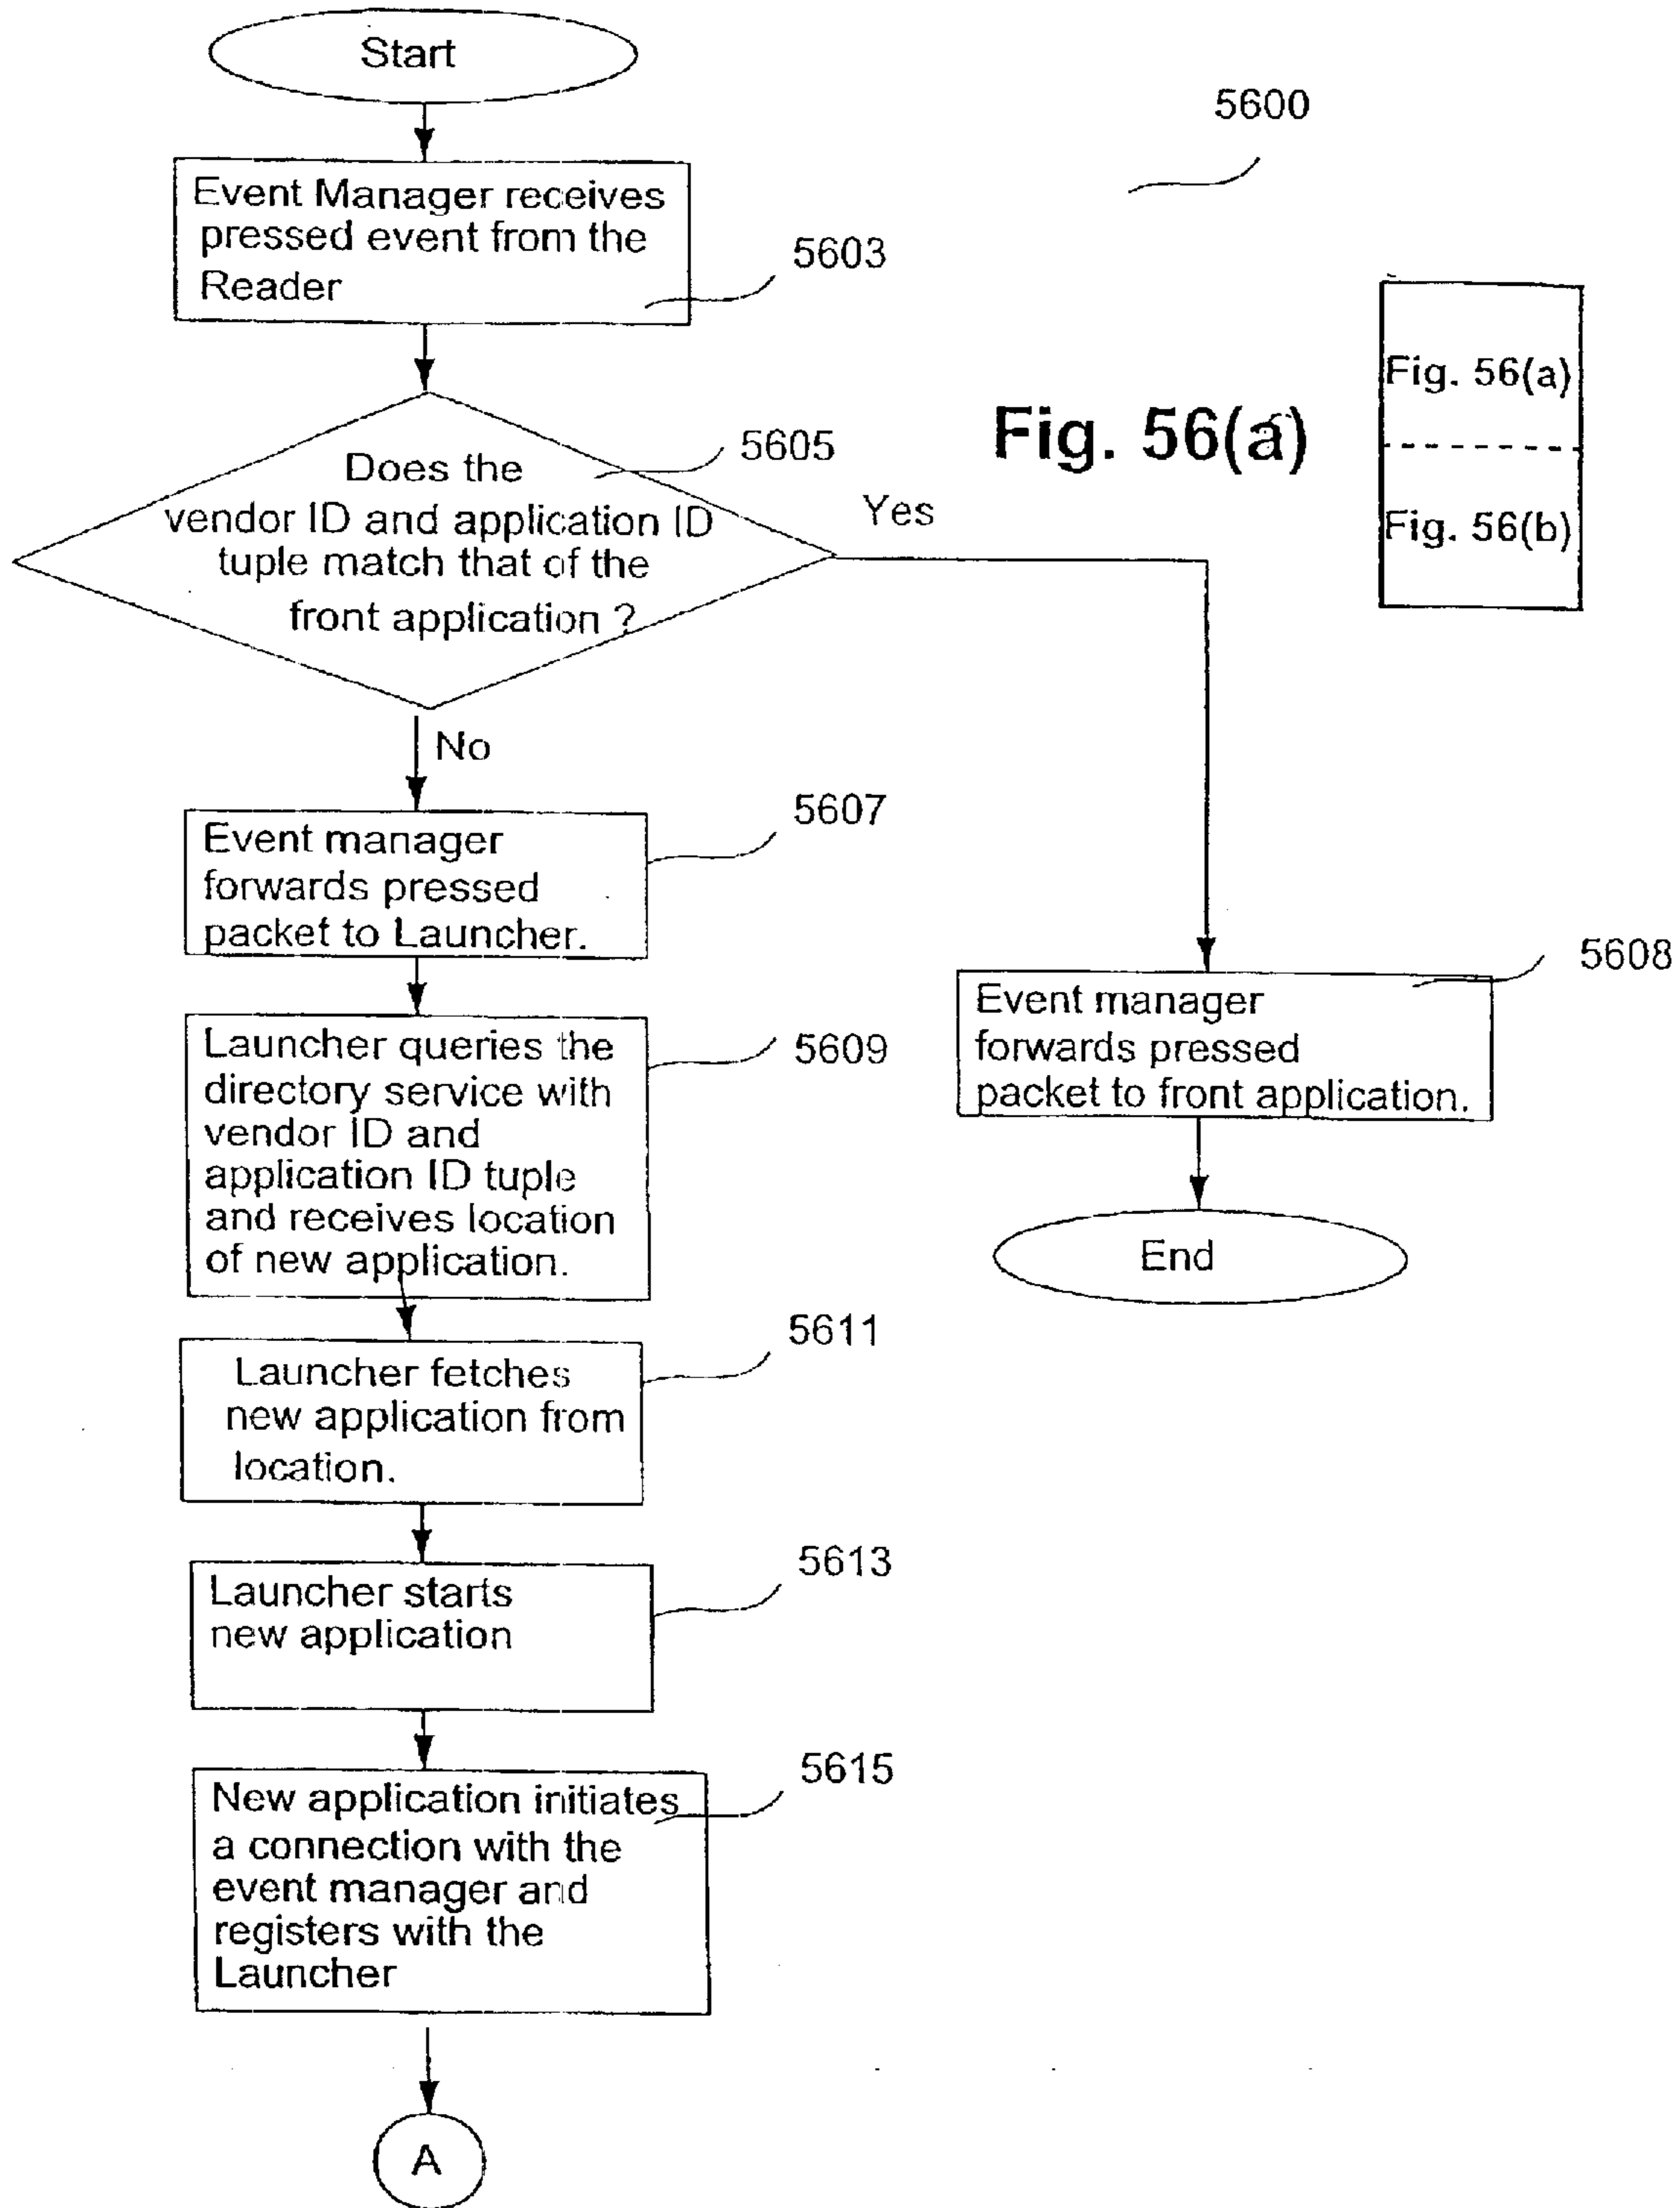 Start
5600
Event Manager receives
pressed event from the
Reader
5603
Fig. 56(a)
Fig. 56(a)
Fig. 56(b)
5605
Does the
vendor ID and application ID
tuple match that of the
front application ?
Yes
No
5607
Event manager
forwards pressed
packet to Launcher.
5608
Event manager
forwards pressed
packet to front application.
End
5609
Launcher queries the
directory service with
vendor ID and
application ID tuple
and receives location
of new application.
5611
Launcher fetches
new application from
location.
5613
Launcher starts
new application
5615
New application initiates
a connection with the
event manager and
registers with the
Launcher
A